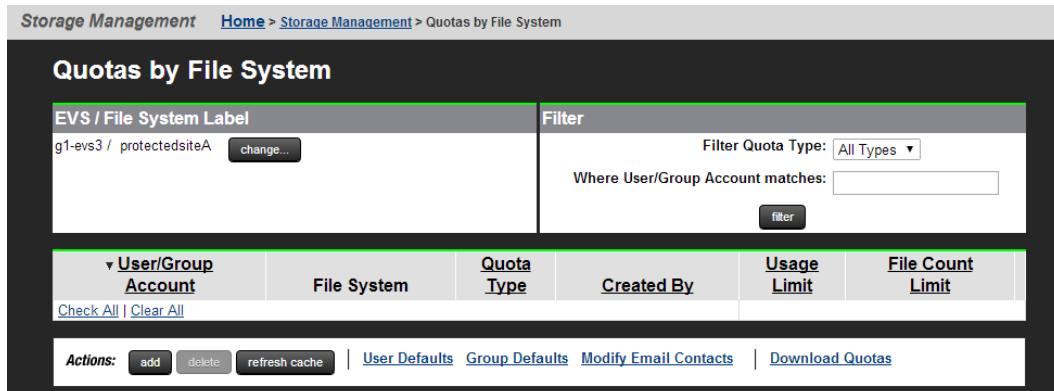 Storage Management Home > Storage Management > Quotas by File System
Quotas by File System
EVS / File System Label
g1-evs3 / protectedsiteA change...
Filter
Filter Quota Type: All Types ▼
Where User/Group Account matches:
filter
▼ User/Group Account
File System
Quota Type
Created By
Usage Limit
File Count Limit
Check All | Clear All
Actions: add delete refresh cache | User Defaults Group Defaults Modify Email Contacts | Download Quotas